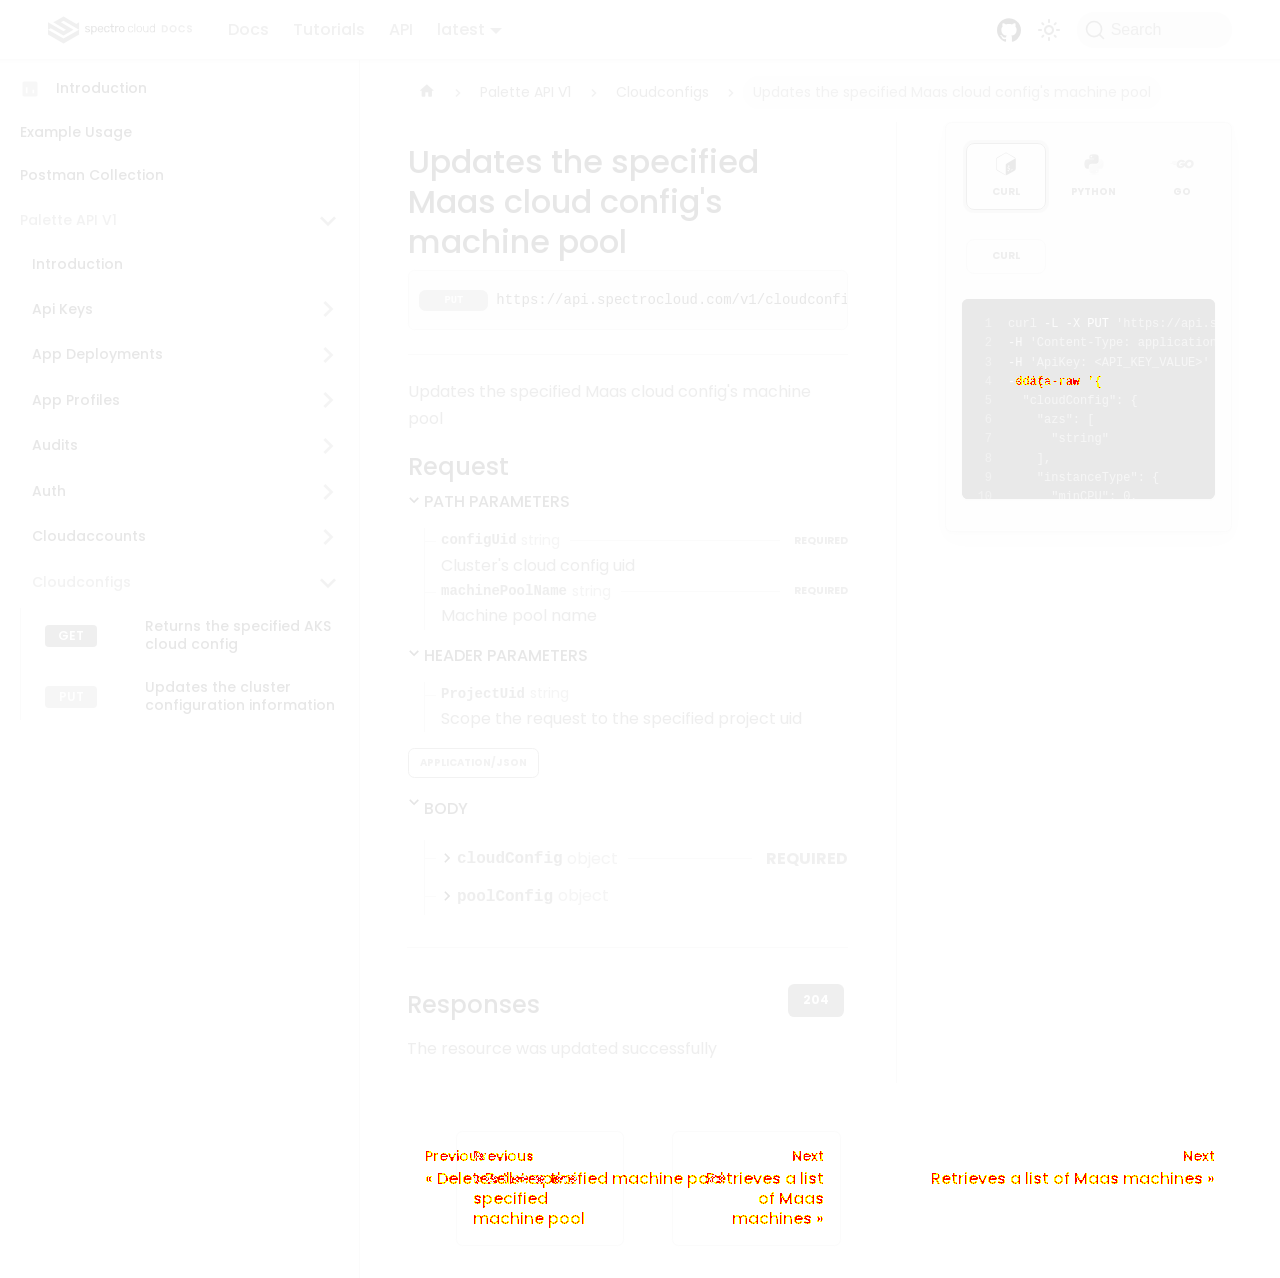 spectro cloud DOCS
Docs
Tutorials
API
latest
Search
Introduction
Example Usage
Postman Collection
Palette API V1
Introduction
Api Keys
App Deployments
App Profiles
Audits
Auth
Cloudaccounts
Cloudconfigs
GET
Returns the specified AKS
cloud config
PUT
Updates the cluster
configuration information
Palette API V1
Cloudconfigs
Updates the specified Maas cloud config's machine pool
Updates the specified
Maas cloud config's
machine pool
PUT
https://api.spectrocloud.com/v1/cloudconfi
Updates the specified Maas cloud config's machine
pool
Request
PATH PARAMETERS
configUid string
REQUIRED
Cluster's cloud config uid
machinePoolName string
REQUIRED
Machine pool name
HEADER PARAMETERS
ProjectUid string
Scope the request to the specified project uid
APPLICATION/JSON
BODY
cloudConfig object
REQUIRED
poolConfig object
Responses
204
The resource was updated successfully
CURL
PYTHON
GO
CURL
1 curl -L -X PUT 'https://api.s
2 -H 'Content-Type: application
3 -H 'ApiKey: <API_KEY_VALUE>'
4
5 "cloudConfig": {
6 "azs": [
7 "string"
8 ],
9 "instanceType": {
10 "minCPU": 0
Previous
Previous
specified
machine pool
Next
Retrieves a list
of Maas
machines »
Next
Retrieves a list of Maas machines »